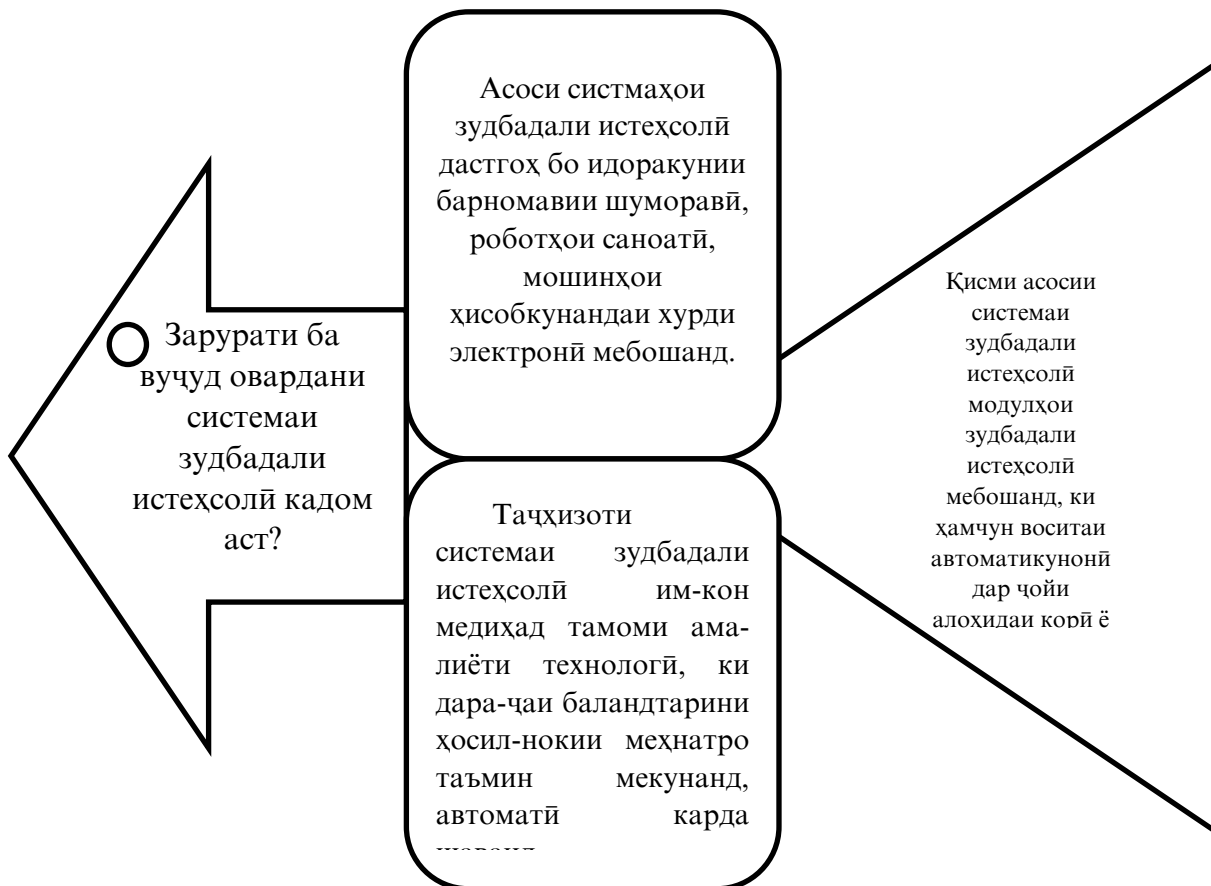 Зарурати ба
вуҷуд овардани
системаи
зудбадали
истеҳсолӣ кадом
аст?
Асоси систмаҳои
зудбадали истеҳсолӣ
дастгоҳ бо идоракунии
барномавии шуморавӣ,
роботҳои саноатӣ,
мошинҳои
ҳисобкунандаи хурди
электронӣ мебошанд.
Таҷҳизоти
системаи зудбадали
истеҳсолӣ им-кон
медиҳад тамоми ама-
лиёти технологӣ, ки
дара-ҷаи баландтарини
ҳосил-нокии меҳнатро
таъмин мекунанд,
автоматӣ карда
Қисми асосии
системаи
зудбадали
истеҳсолӣ
модулҳои
зудбадали
истеҳсолӣ
мебошанд, ки
ҳамчун воситаи
автоматикунонӣ
дар ҷойи
алоҳидаи корӣ ё